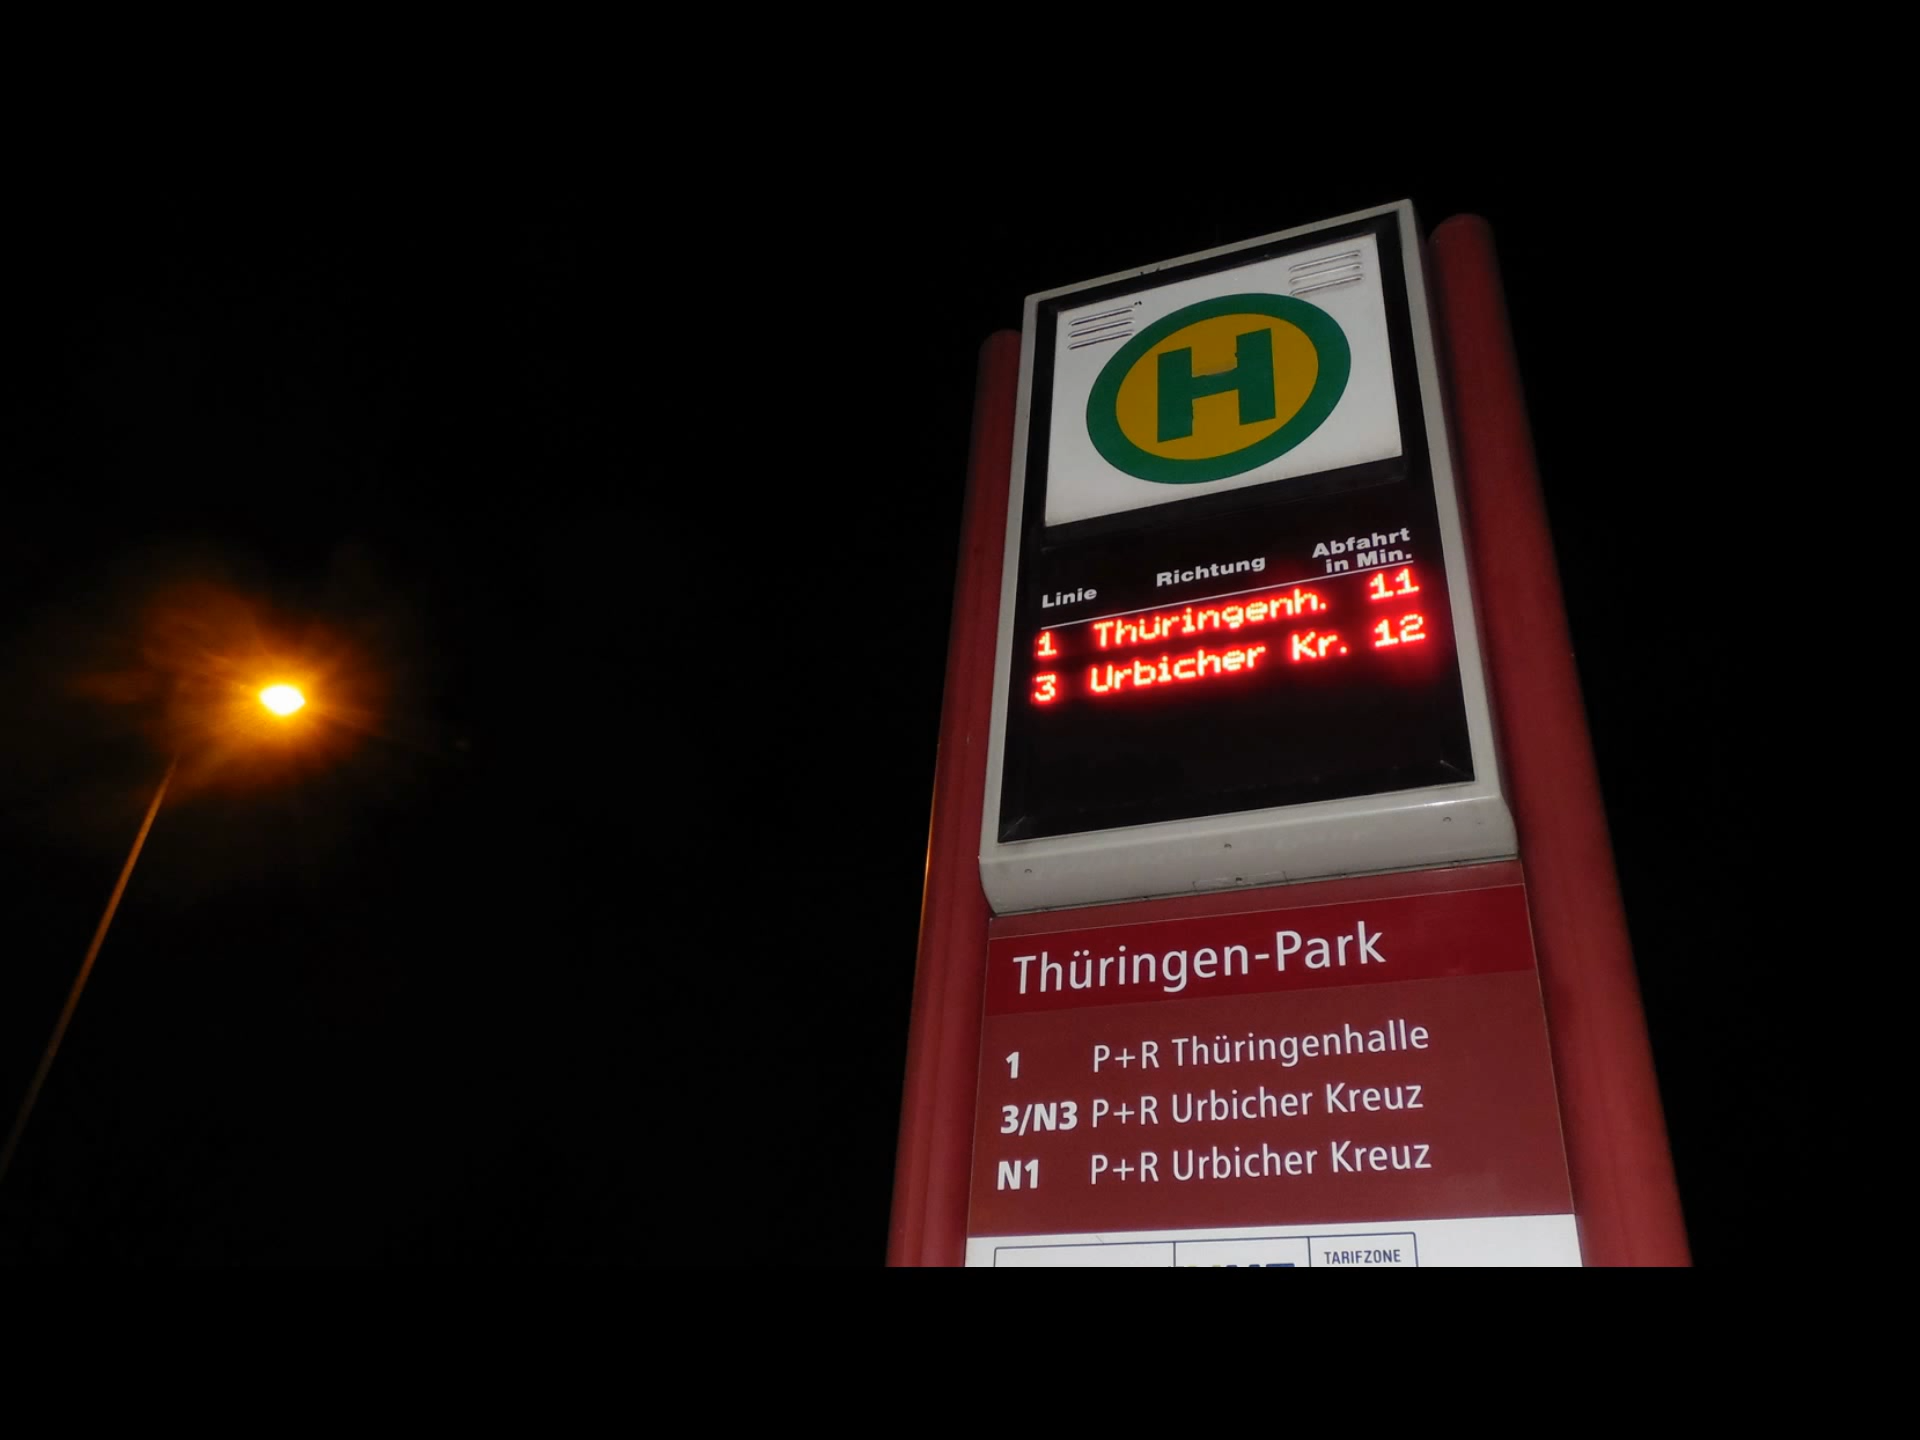 H
Linie Richtung Abfahrt in Min.
1 Thüringenh. 11
3 Urbicher Kr. 12
Thüringen-Park
1 P+R Thüringenhalle
3/N3 P+R Urbicher Kreuz
N1 P+R Urbicher Kreuz
TARIFZONE